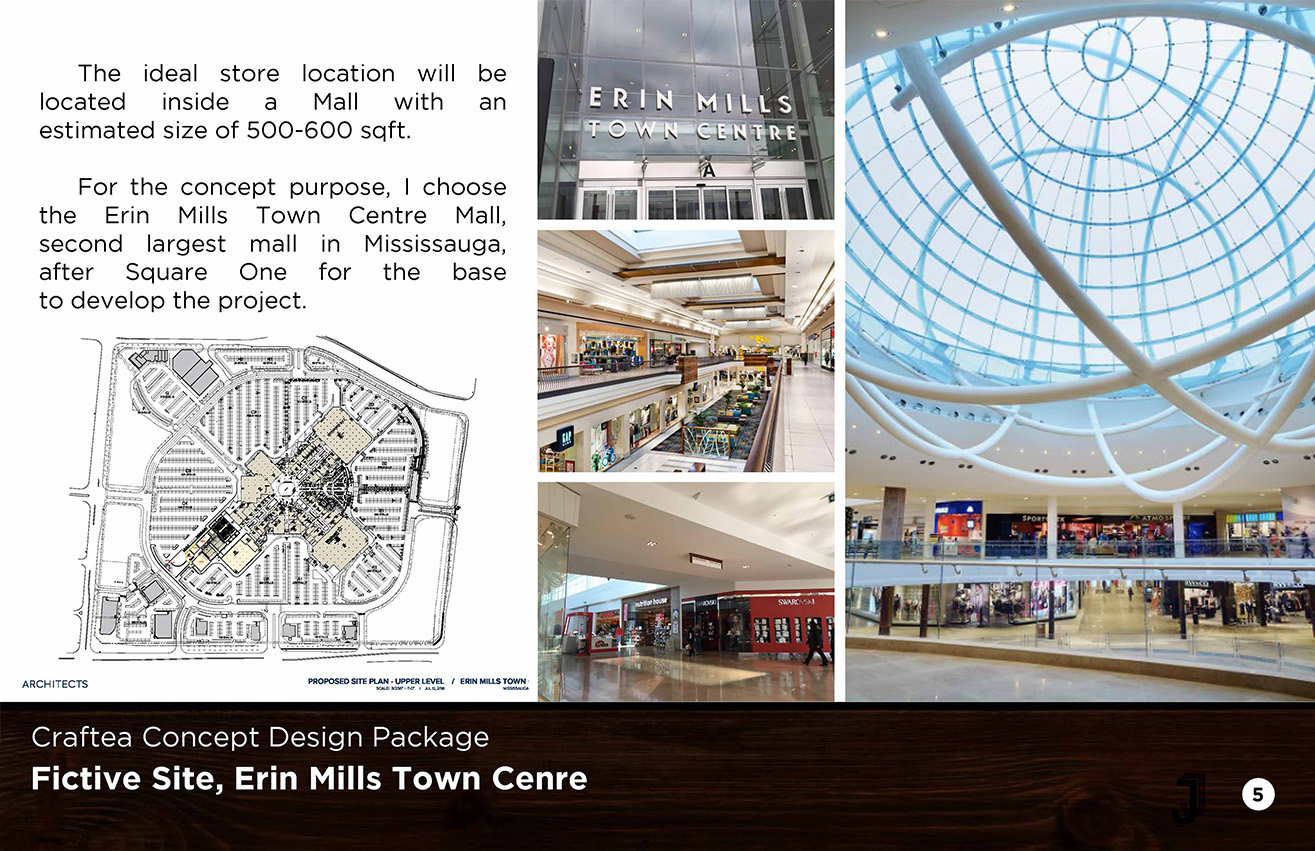 The ideal store location will be
located inside a Mall with an
estimated size of 500-600 sqft.
For the concept purpose, I choose
the Erin Mills Town Centre Mall,
second largest mall in Mississauga,
after Square One for the base
to develop the project.
ARCHITECTS
PROPOSED SITE PLAN - UPPER LEVEL / ERIN MILLS TOWN
MISSISSAUGA
ERIN MILLS
TOWN CENTRE
A
GAP
nutrition house
SWAROVSKI
SWAROVSKI
SPORT
ATMOSP
Craftea Concept Design Package
Fictive Site, Erin Mills Town Cenre
5